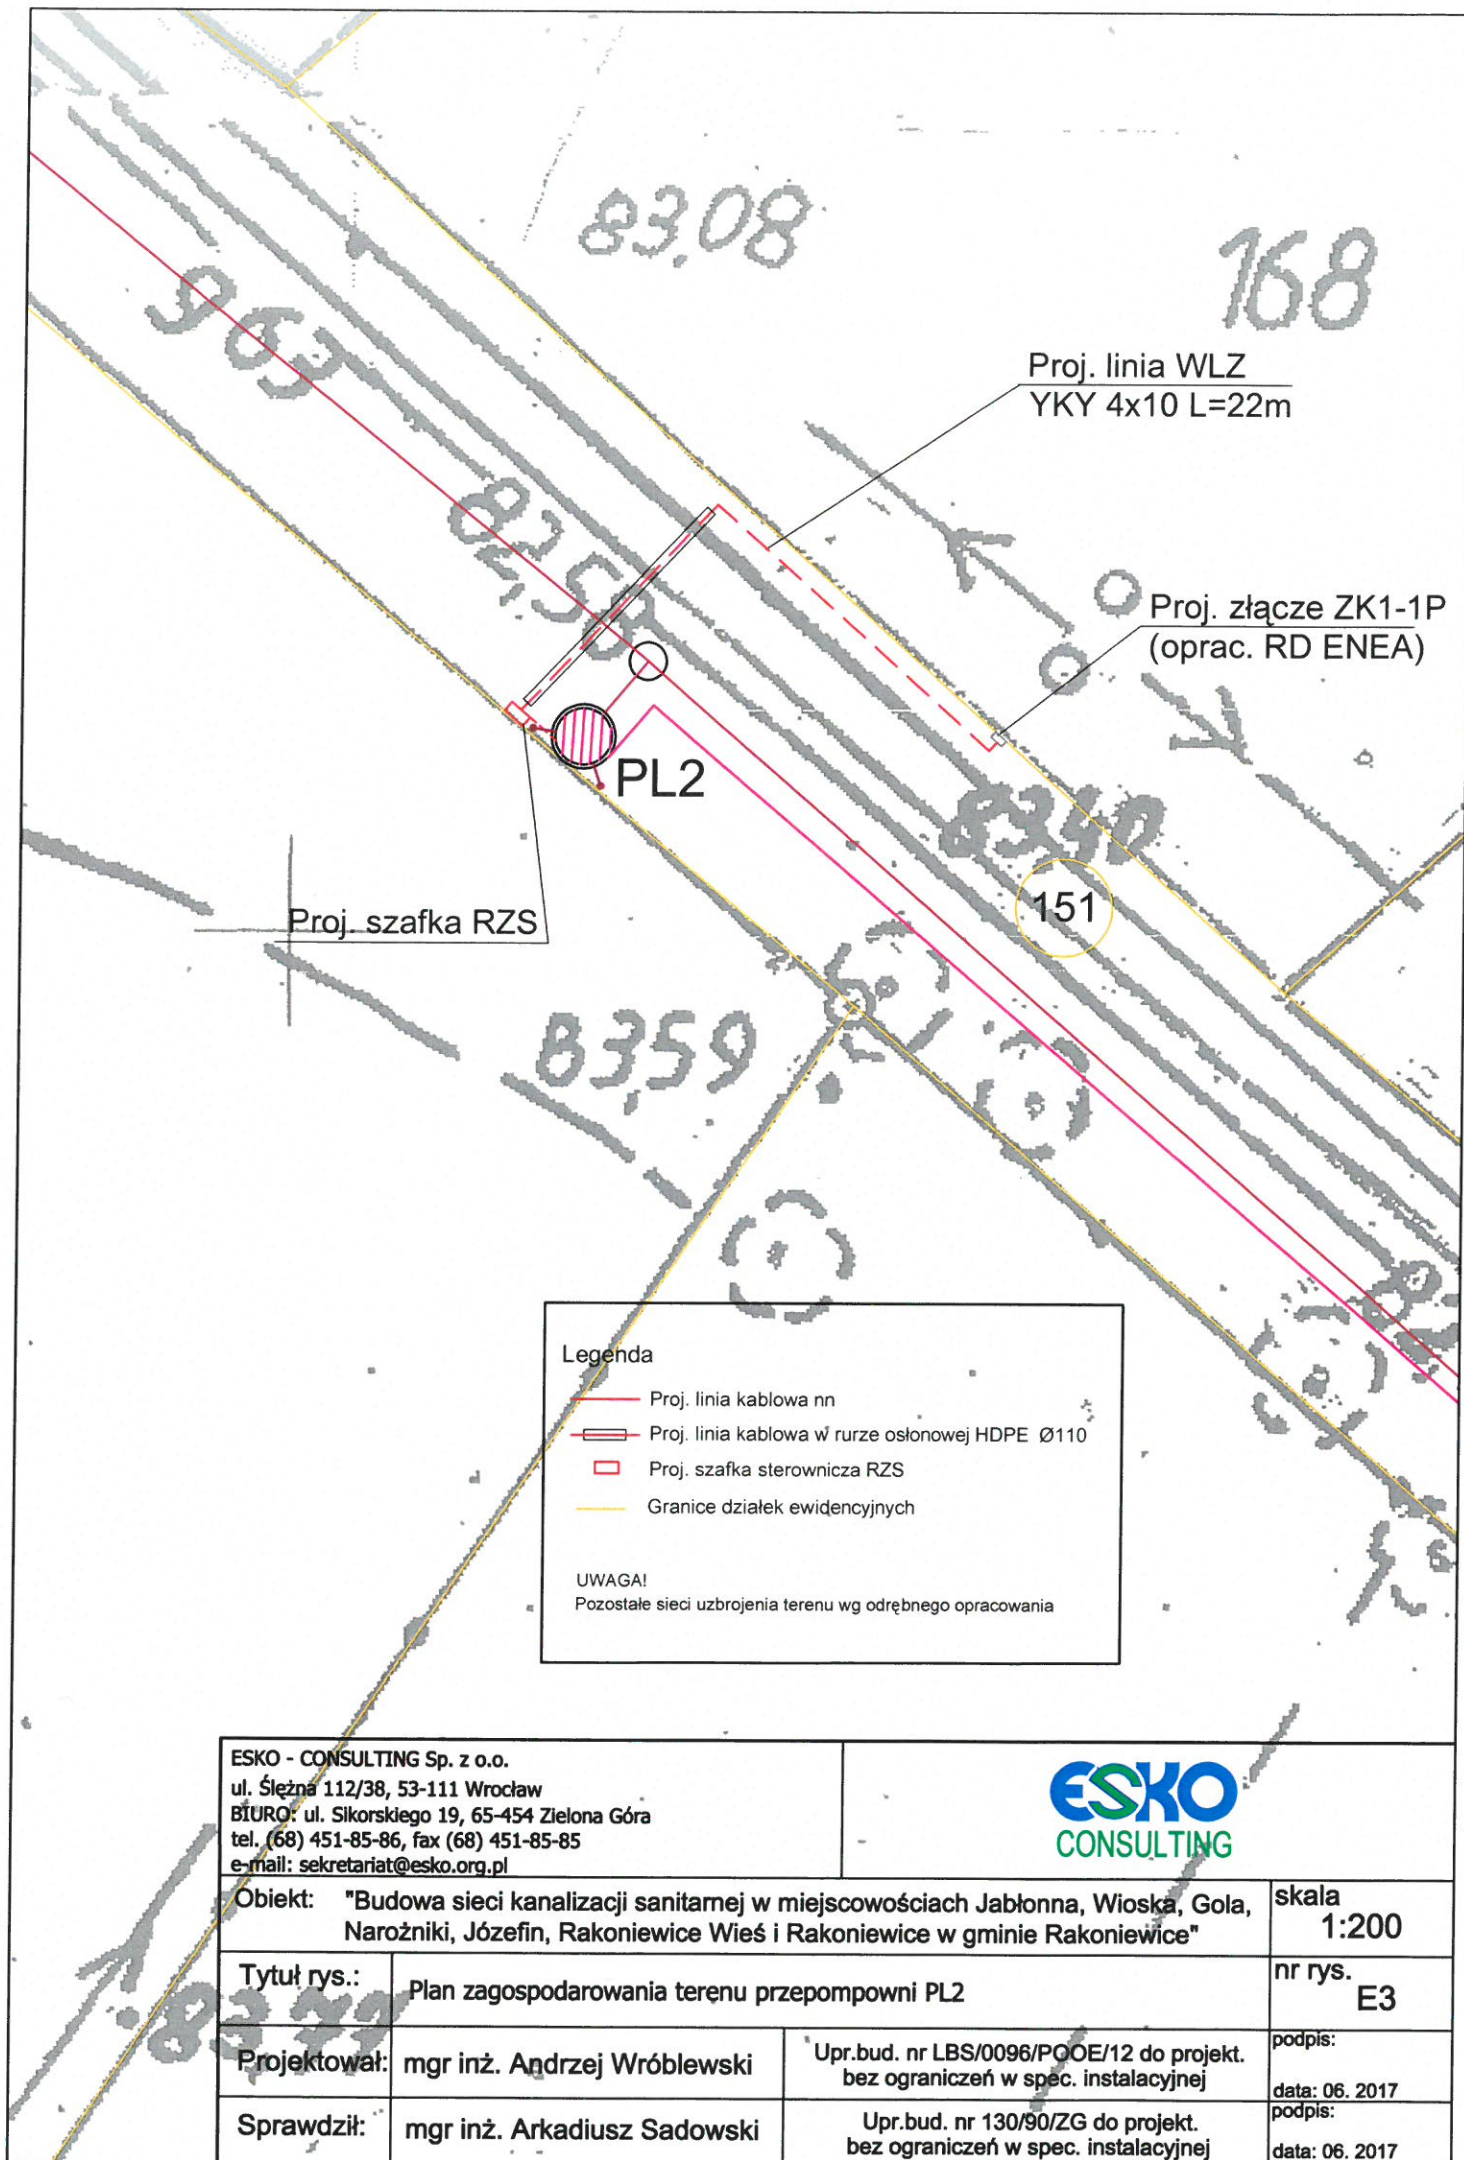 83,08
168
963
Proj. linia WLZ
YKY 4x10 L=22m
82,50
Proj. złącze ZK1-1P
(oprac. RD ENEA)
PL2
83,40
151
Proj. szafka RZS
83,59
Legenda
Proj. linia kablowa nn
Proj. linia kablowa w rurze osłonowej HDPE Ø110
Proj. szafka sterownicza RZS
Granice działek ewidencyjnych
UWAGA!
Pozostałe sieci uzbrojenia terenu wg odrębnego opracowania
ESKO - CONSULTING Sp. z o.o.
ul. Ślężna 112/38, 53-111 Wrocław
BIURO: ul. Sikorskiego 19, 65-454 Zielona Góra
tel. (68) 451-85-86, fax (68) 451-85-85
e-mail: sekretariat@esko.org.pl
ESKO
CONSULTING
Obiekt: "Budowa sieci kanalizacji sanitarnej w miejscowościach Jabłonna, Wioska, Gola,
Narożniki, Józefin, Rakoniewice Wieś i Rakoniewice w gminie Rakoniewice"
skala
1:200
Tytuł rys.: Plan zagospodarowania terenu przepompowni PL2
nr rys.
E3
Projektował: mgr inż. Andrzej Wróblewski
Upr.bud. nr LBS/0096/POOE/12 do projekt.
bez ograniczeń w spec. instalacyjnej
podpis:
data: 06. 2017
Sprawdził: mgr inż. Arkadiusz Sadowski
Upr.bud. nr 130/90/ZG do projekt.
bez ograniczeń w spec. instalacyjnej
podpis:
data: 06. 2017